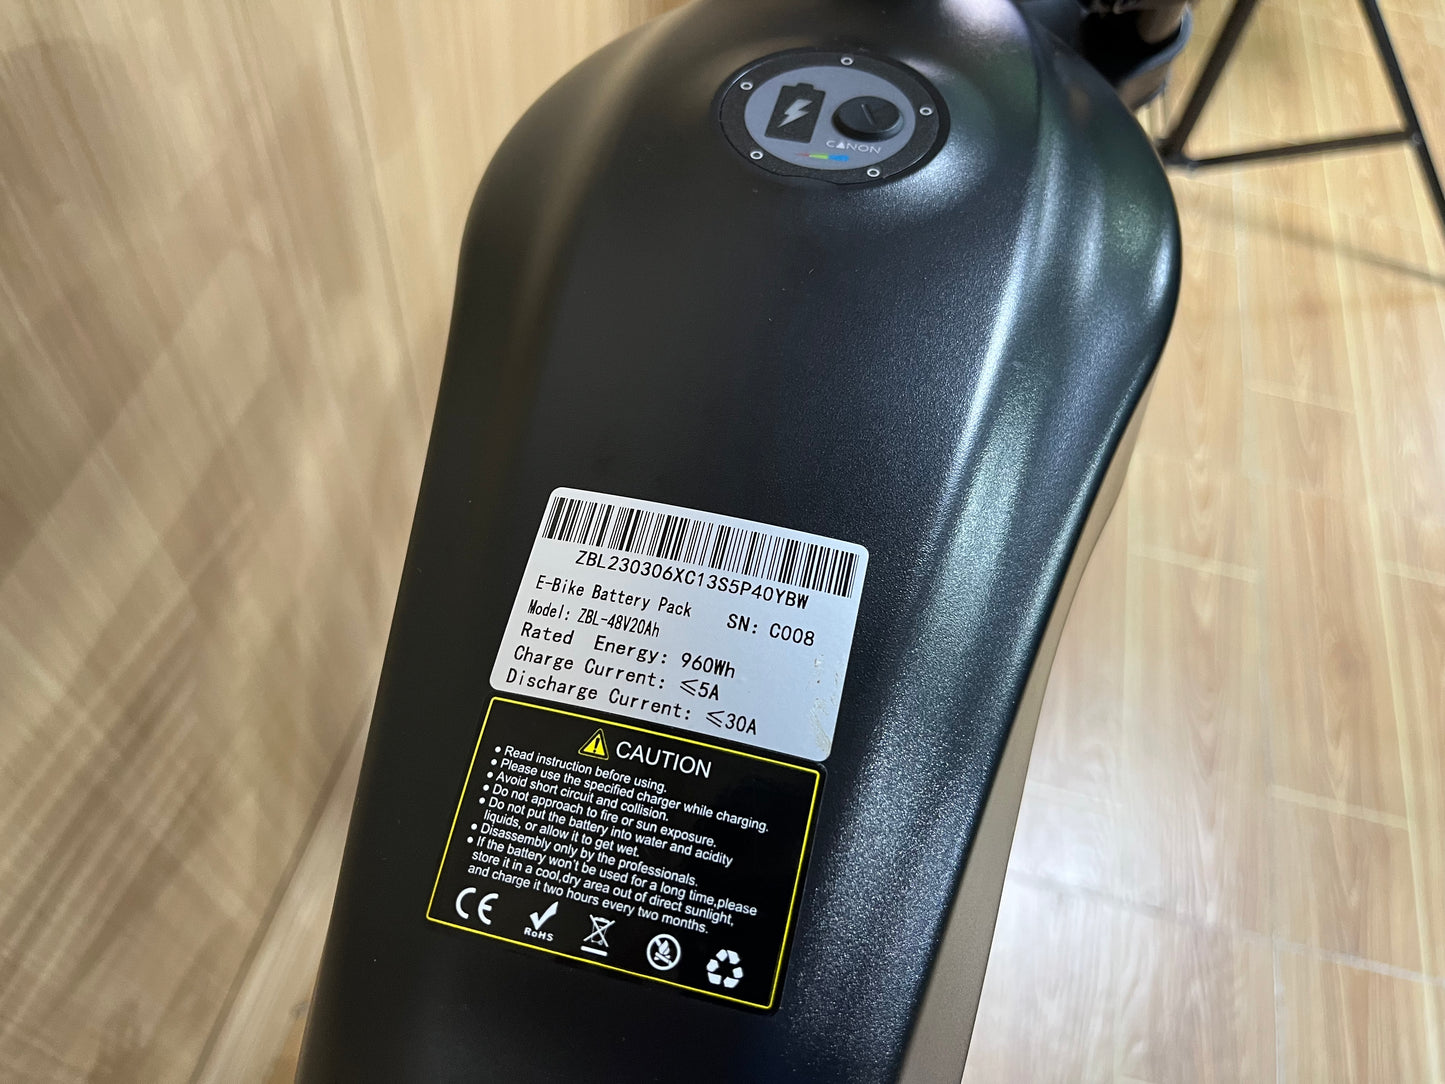 CANON
ZBL230306XC13S5P40YBW
E-Bike Battery Pack SN: C008
Model: ZBL-48V20Ah
Rated Energy: 960Wh
Charge Current: ≤5A
Discharge Current: ≤30A
CAUTION
• Read instruction before using.
• Please use the specified charger while charging.
• Avoid short circuit and collision.
• Do not approach to fire or sun exposure.
• Do not put the battery into water and acidity
liquids, or allow it to get wet.
• Disassembly only by the professionals.
• If the battery won't be used for a long time,please
store it in a cool,dry area out of direct sunlight,
and charge it two hours every two months.
CE
RoHS